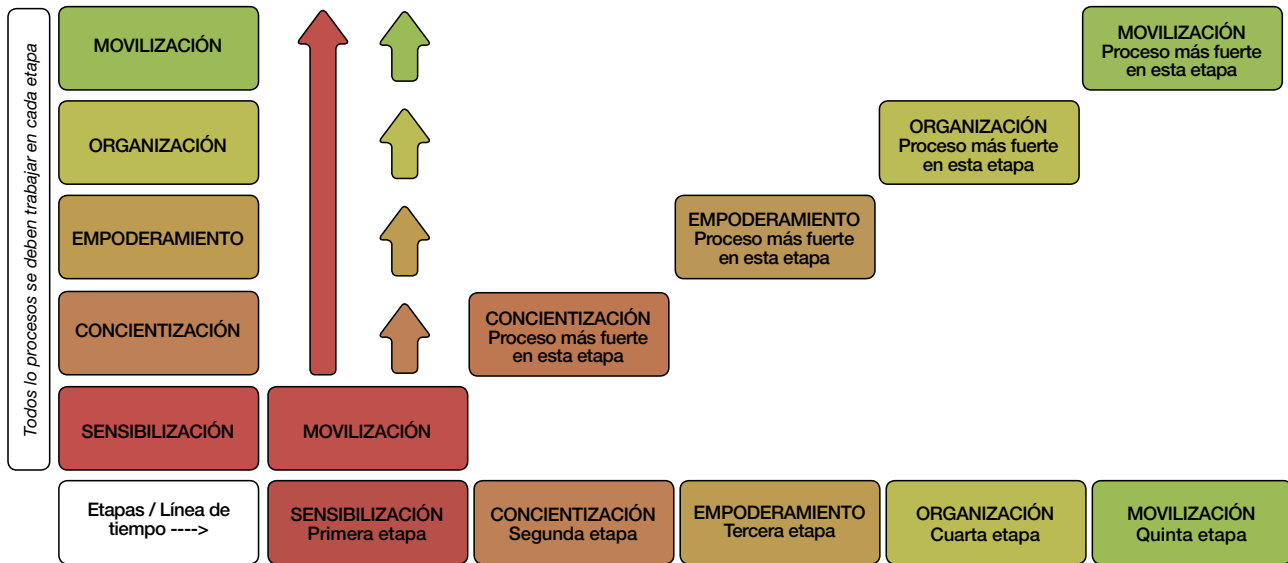 Todos lo procesos se deben trabajar en cada etapa
MOVILIZACIÓN
MOVILIZACIÓN
Proceso más fuerte
en esta etapa
ORGANIZACIÓN
ORGANIZACIÓN
Proceso más fuerte
en esta etapa
EMPODERAMIENTO
EMPODERAMIENTO
Proceso más fuerte
en esta etapa
CONCIENTIZACIÓN
CONCIENTIZACIÓN
Proceso más fuerte
en esta etapa
SENSIBILIZACIÓN
MOVILIZACIÓN
Etapas / Línea de
tiempo ---->
SENSIBILIZACIÓN
Primera etapa
CONCIENTIZACIÓN
Segunda etapa
EMPODERAMIENTO
Tercera etapa
ORGANIZACIÓN
Cuarta etapa
MOVILIZACIÓN
Quinta etapa